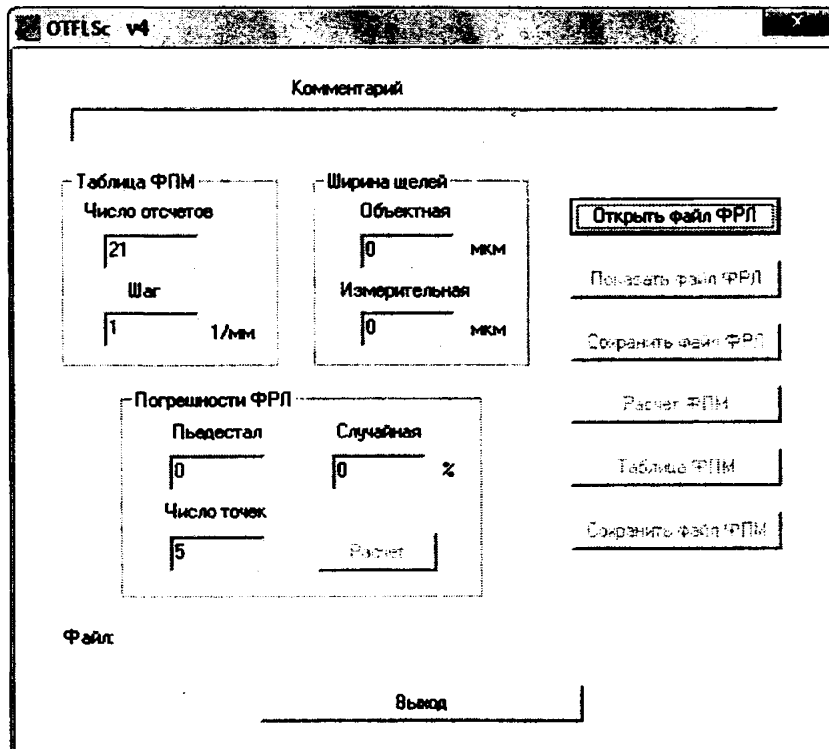 OTFLSc v4
Комментарий
Таблица ФПМ
Число отсчетов
21
Шаг
1
1/мм
Ширина щелей
Объектная
0
мкм
Измерительная
0
мкм
Открыть файл ФРЛ
Показать файл ФРЛ
Сохранить файл ФРЛ
Расчет ФПМ
Таблица ФПМ
Сохранить файл ФПМ
Погрешности ФРЛ
Пьедестал
0
Случайная
0
%
Число точек
5
Расчет
Файл:
Выход